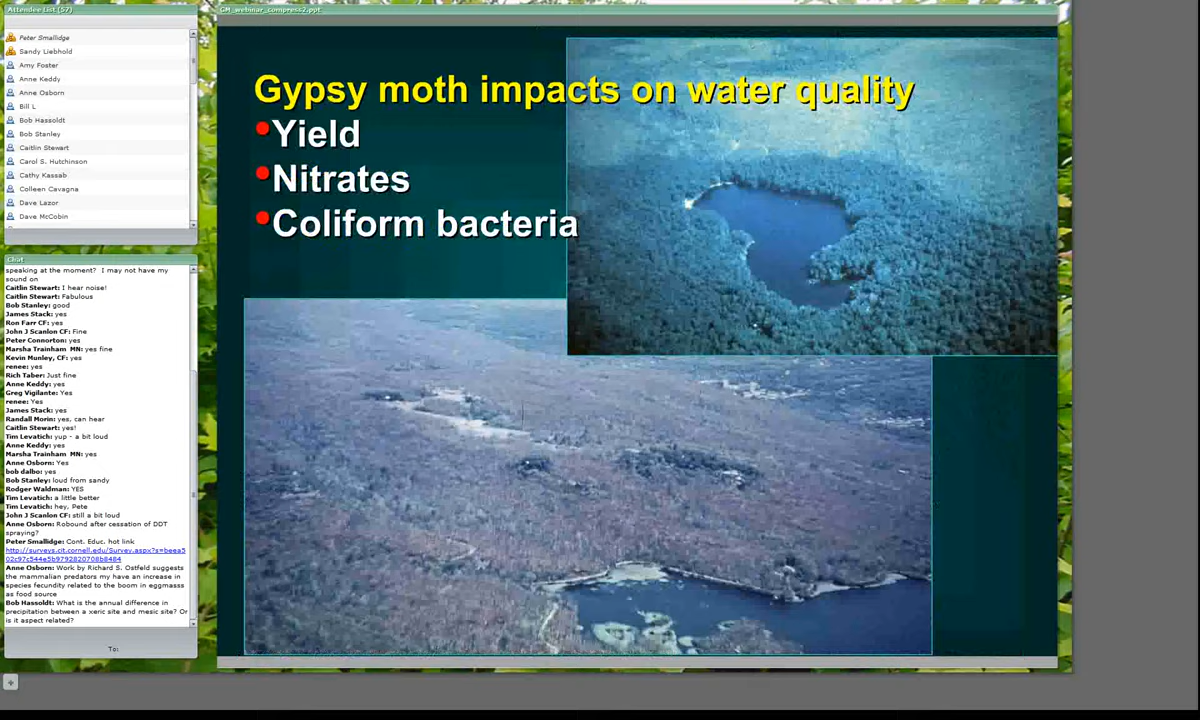 Attendee List (57)
Peter Smallidge
Sandy Liebhold
Amy Foster
Anne Keddy
Anne Osborn
Bill L
Bob Hassoldt
Bob Stanley
Caitlin Stewart
Carol S. Hutchinson
Cathy Kassab
Colleen Cavagna
Dave Lazor
Dave McCobin
Chat
speaking at the moment? I may not have my
sound on
Caitlin Stewart: I hear noise!
Caitlin Stewart: Fabulous
Bob Stanley: good
James Stack: yes
Ron Farr CF: yes
John J Scanlon CF: Fine
Peter Connorton: yes
Marsha Trainham MN: yes fine
Kevin Munley, CF: yes
renee: yes
Rich Taber: Just fine
Anne Keddy: yes
Greg Vigilante: Yes
renee: Yes
James Stack: yes
Randall Morin: yes, can hear
Caitlin Stewart: yes!
Tim Levatich: yup - a bit loud
Anne Keddy: yes
Marsha Trainham MN: yes
Anne Osborn: Yes
bob dalbo: yes
Bob Stanley: loud from sandy
Rodger Waldman: YES
Tim Levatich: a little better
Tim Levatich: hey, Pete
John J Scanlon CF: still a bit loud
Anne Osborn: Robound after cessation of DDT
spraying?
Peter Smallidge: Cont. Educ. hot link
http://surveys.cit.cornell.edu/Survey.aspx?s=beea5
02c97c544e5b9792820708b8484
Anne Osborn: Work by Richard S. Ostfeld suggests
the mammalian predators my have an increase in
species fecundity related to the boom in eggmasss
as food source
Bob Hassoldt: What is the annual difference in
precipitation between a xeric site and mesic site? Or
is it aspect related?
To:
GM_webinar_compress2.ppt
Gypsy moth impacts on water quality
•Yield
•Nitrates
•Coliform bacteria